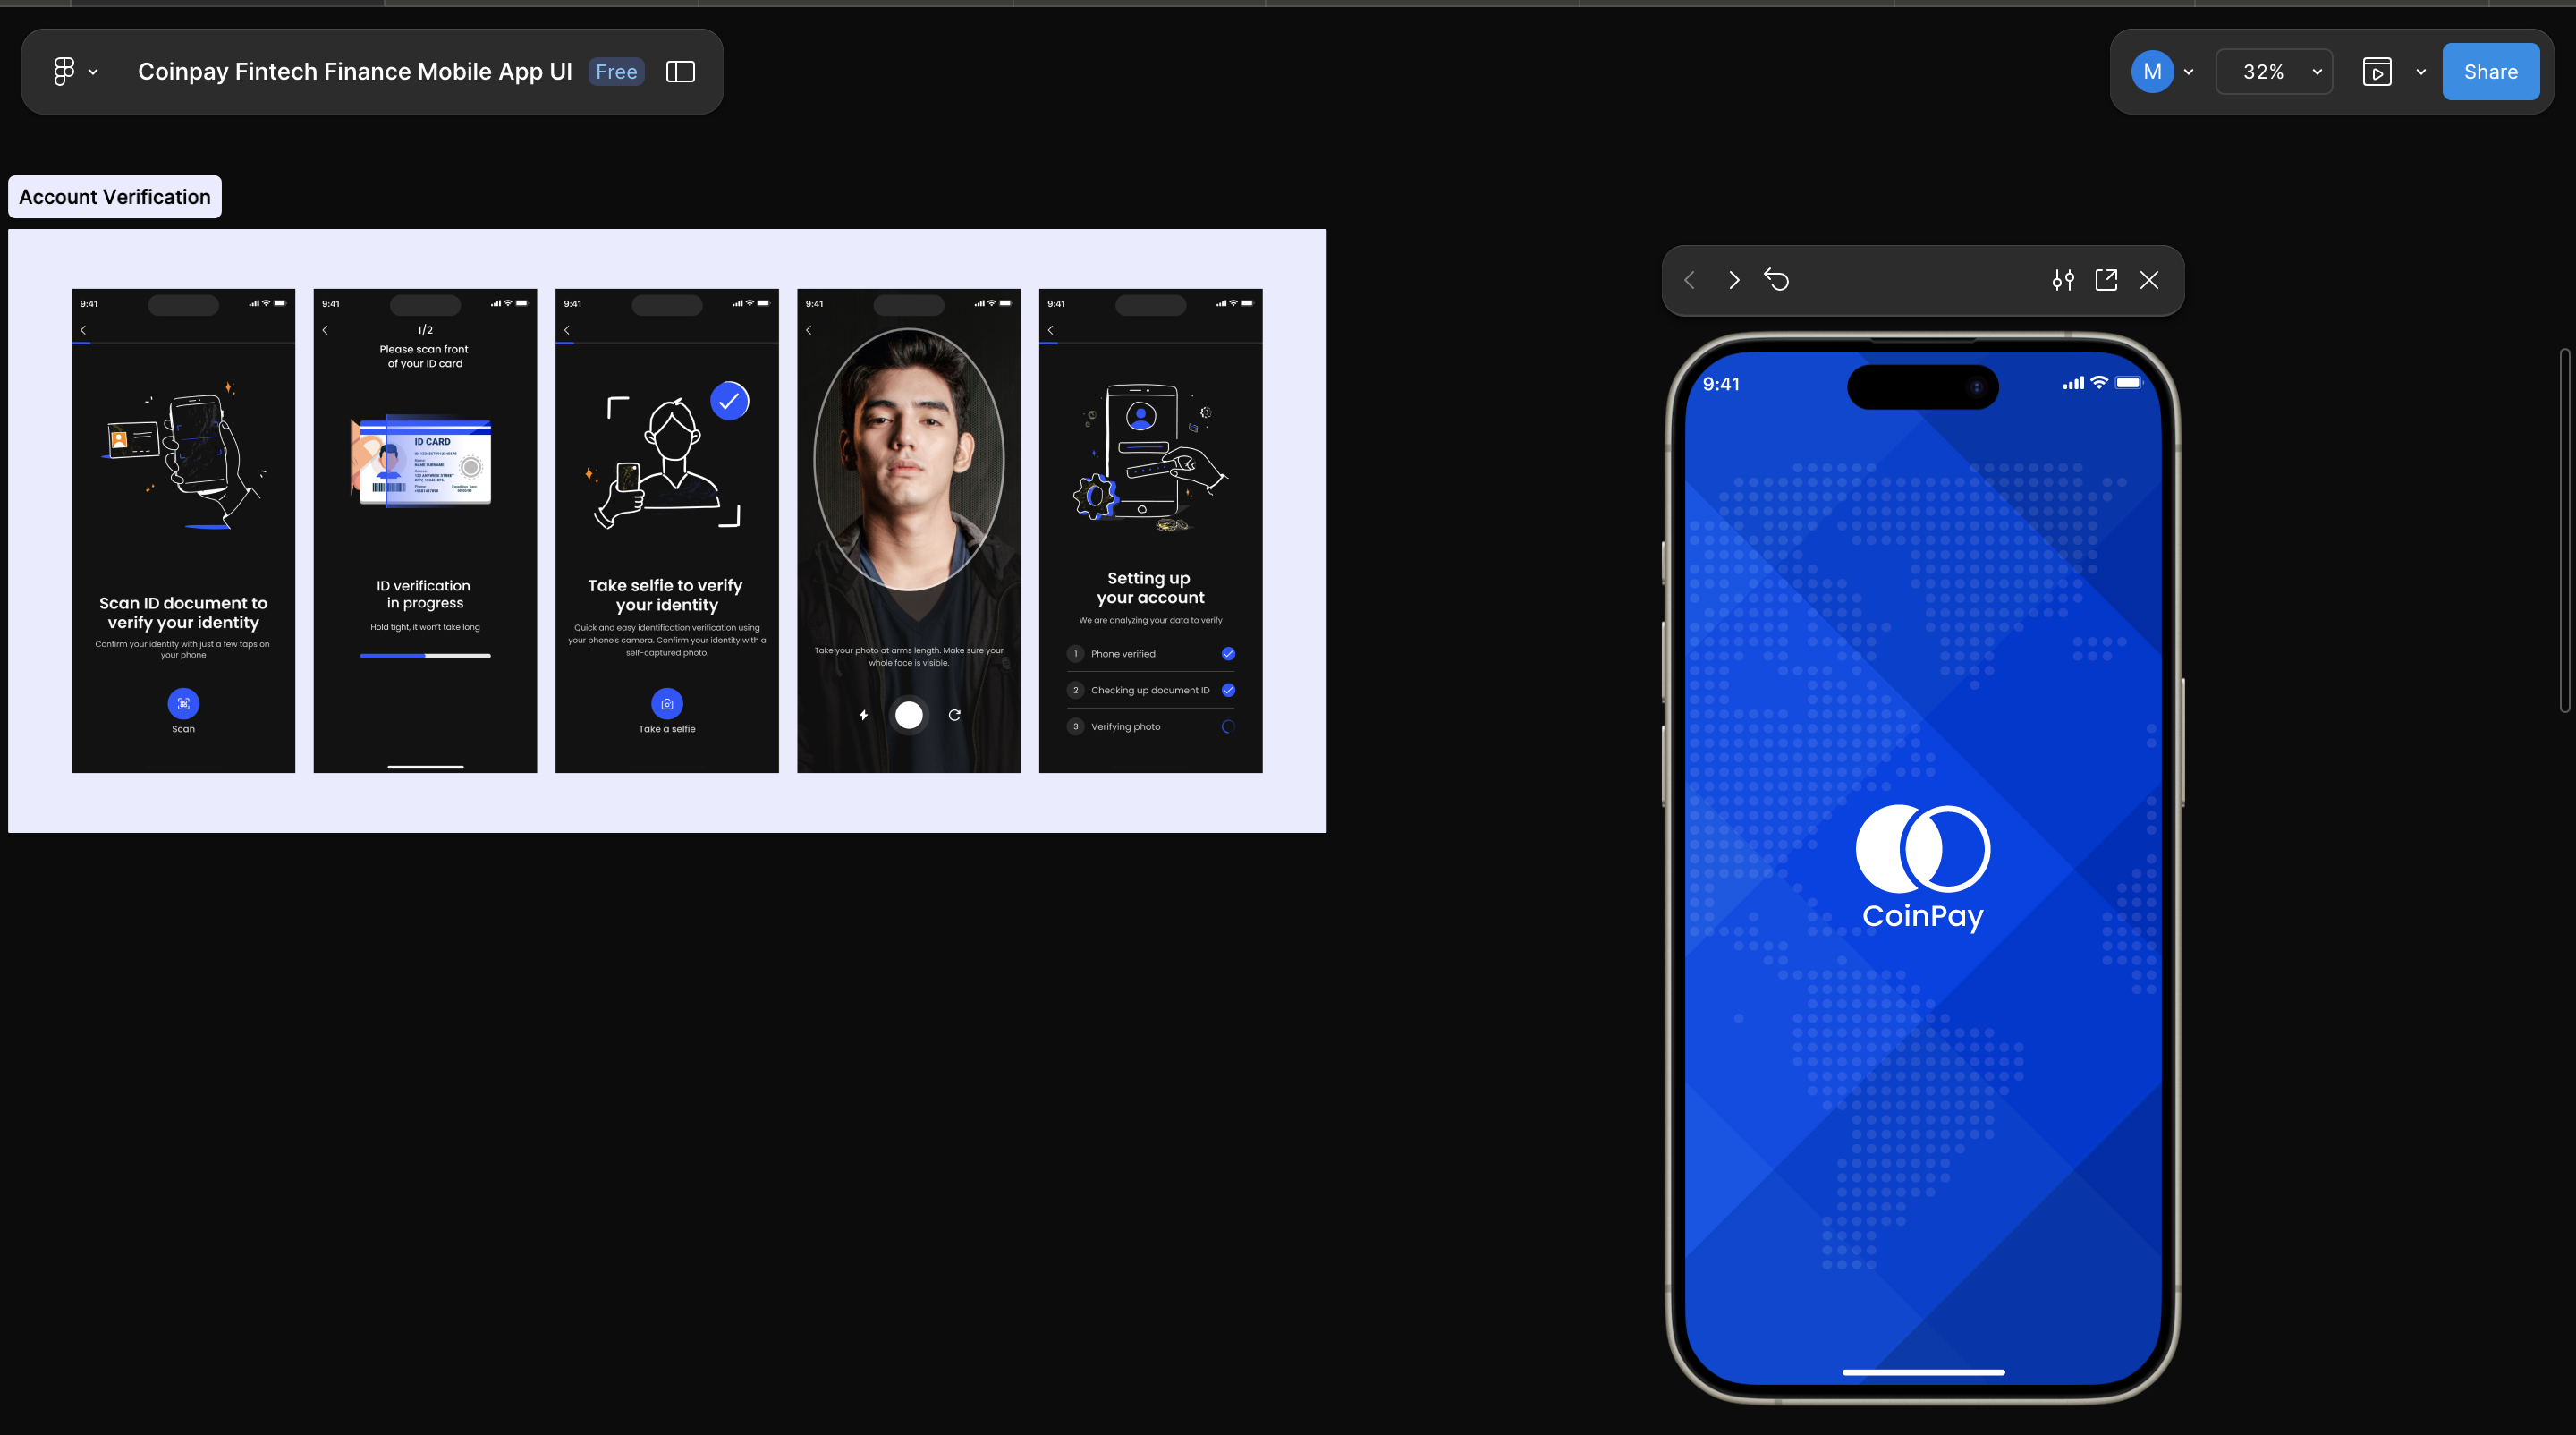 Coinpay Fintech Finance Mobile App UI
Free
M
32%
Share
Account Verification
9:41
Scan ID document to
verify your identity
Confirm your identity with just a few taps on
your phone
Scan
9:41
1/2
Please scan front
of your ID card
ID CARD
ID verification
in progress
Hold tight, it won't take long
9:41
Take selfie to verify
your identity
Quick and easy identification verification using
your phone's camera. Confirm your identity with a
self-captured photo.
Take a selfie
9:41
Take your photo at arms length. Make sure your
whole face is visible.
9:41
Setting up
your account
We are analyzing your data to verify
1 Phone verified
2 Checking up document ID
3 Verifying photo
9:41
CoinPay